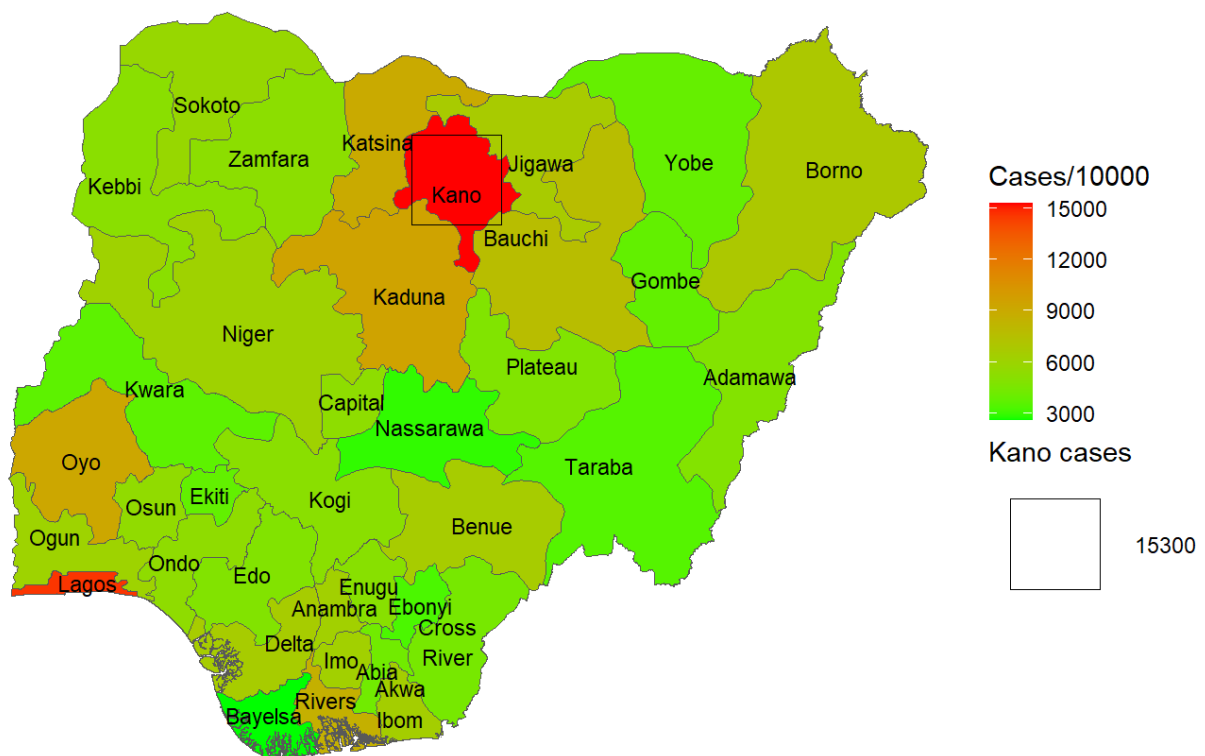 Sokoto
Katsina
Zamfara
Kebbi
Kano
Jigawa
Yobe
Borno
Bauchi
Gombe
Kaduna
Niger
Plateau
Adamawa
Kwara
Capital
Nassarawa
Oyo
Taraba
Ekiti
Osun
Kogi
Benue
Ogun
Ondo
Edo
Lagos
Enugu
Anambra
Ebonyi
Cross
River
Delta
Imo
Abia
Akwa
Ibom
Rivers
Bayelsa
Cases/10000
15000
12000
9000
6000
3000
Kano cases
15300